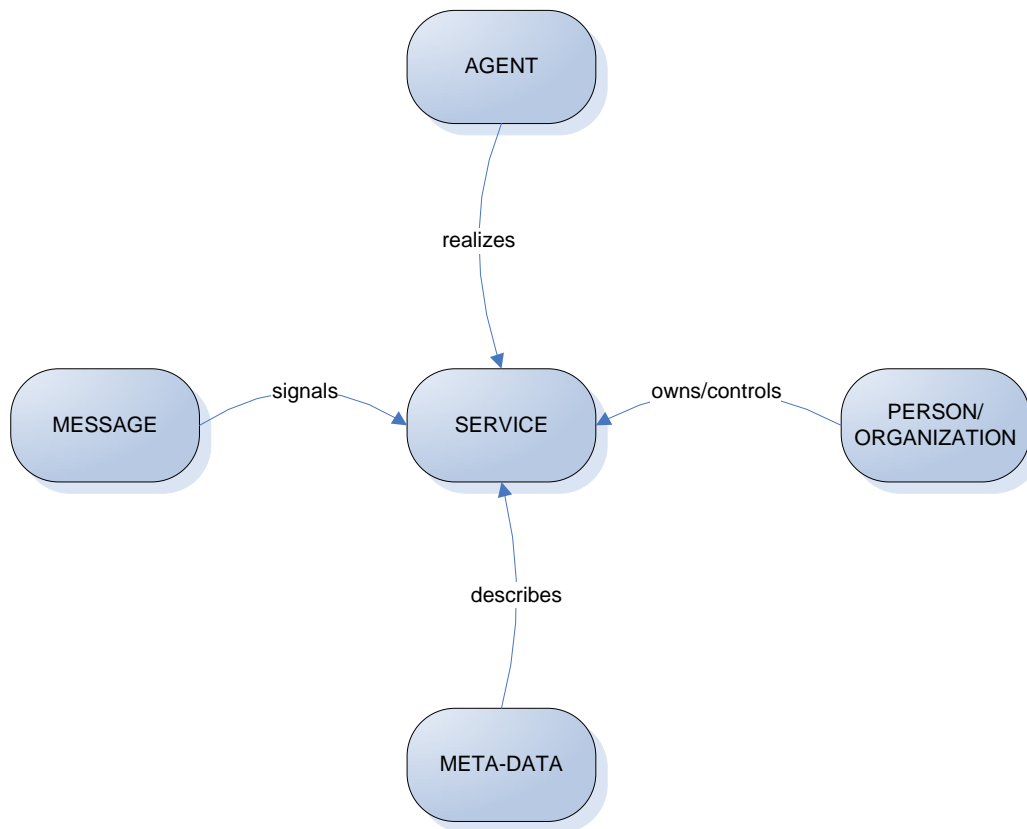 AGENT
realizes
MESSAGE
signals
SERVICE
owns/controls
PERSON/
ORGANIZATION
describes
META-DATA